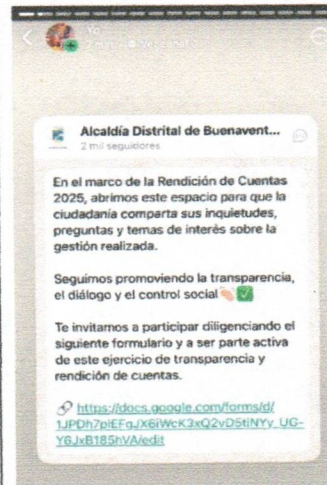 Yo
Alcaldía Distrital de Buenavent...
2 mil seguidores
En el marco de la Rendición de Cuentas
2025, abrimos este espacio para que la
ciudadanía comparta sus inquietudes,
preguntas y temas de interés sobre la
gestión realizada.
Seguimos promoviendo la transparencia,
el diálogo y el control social 👏✅
Te invitamos a participar diligenciando el
siguiente formulario y a ser parte activa
de este ejercicio de transparencia y
rendición de cuentas.
🔗 https://docs.google.com/forms/d/
1JPDh7plEFgJX6iWcK3xQ2vD5tiNYy_UG-
Y6JxB185hVA/edit